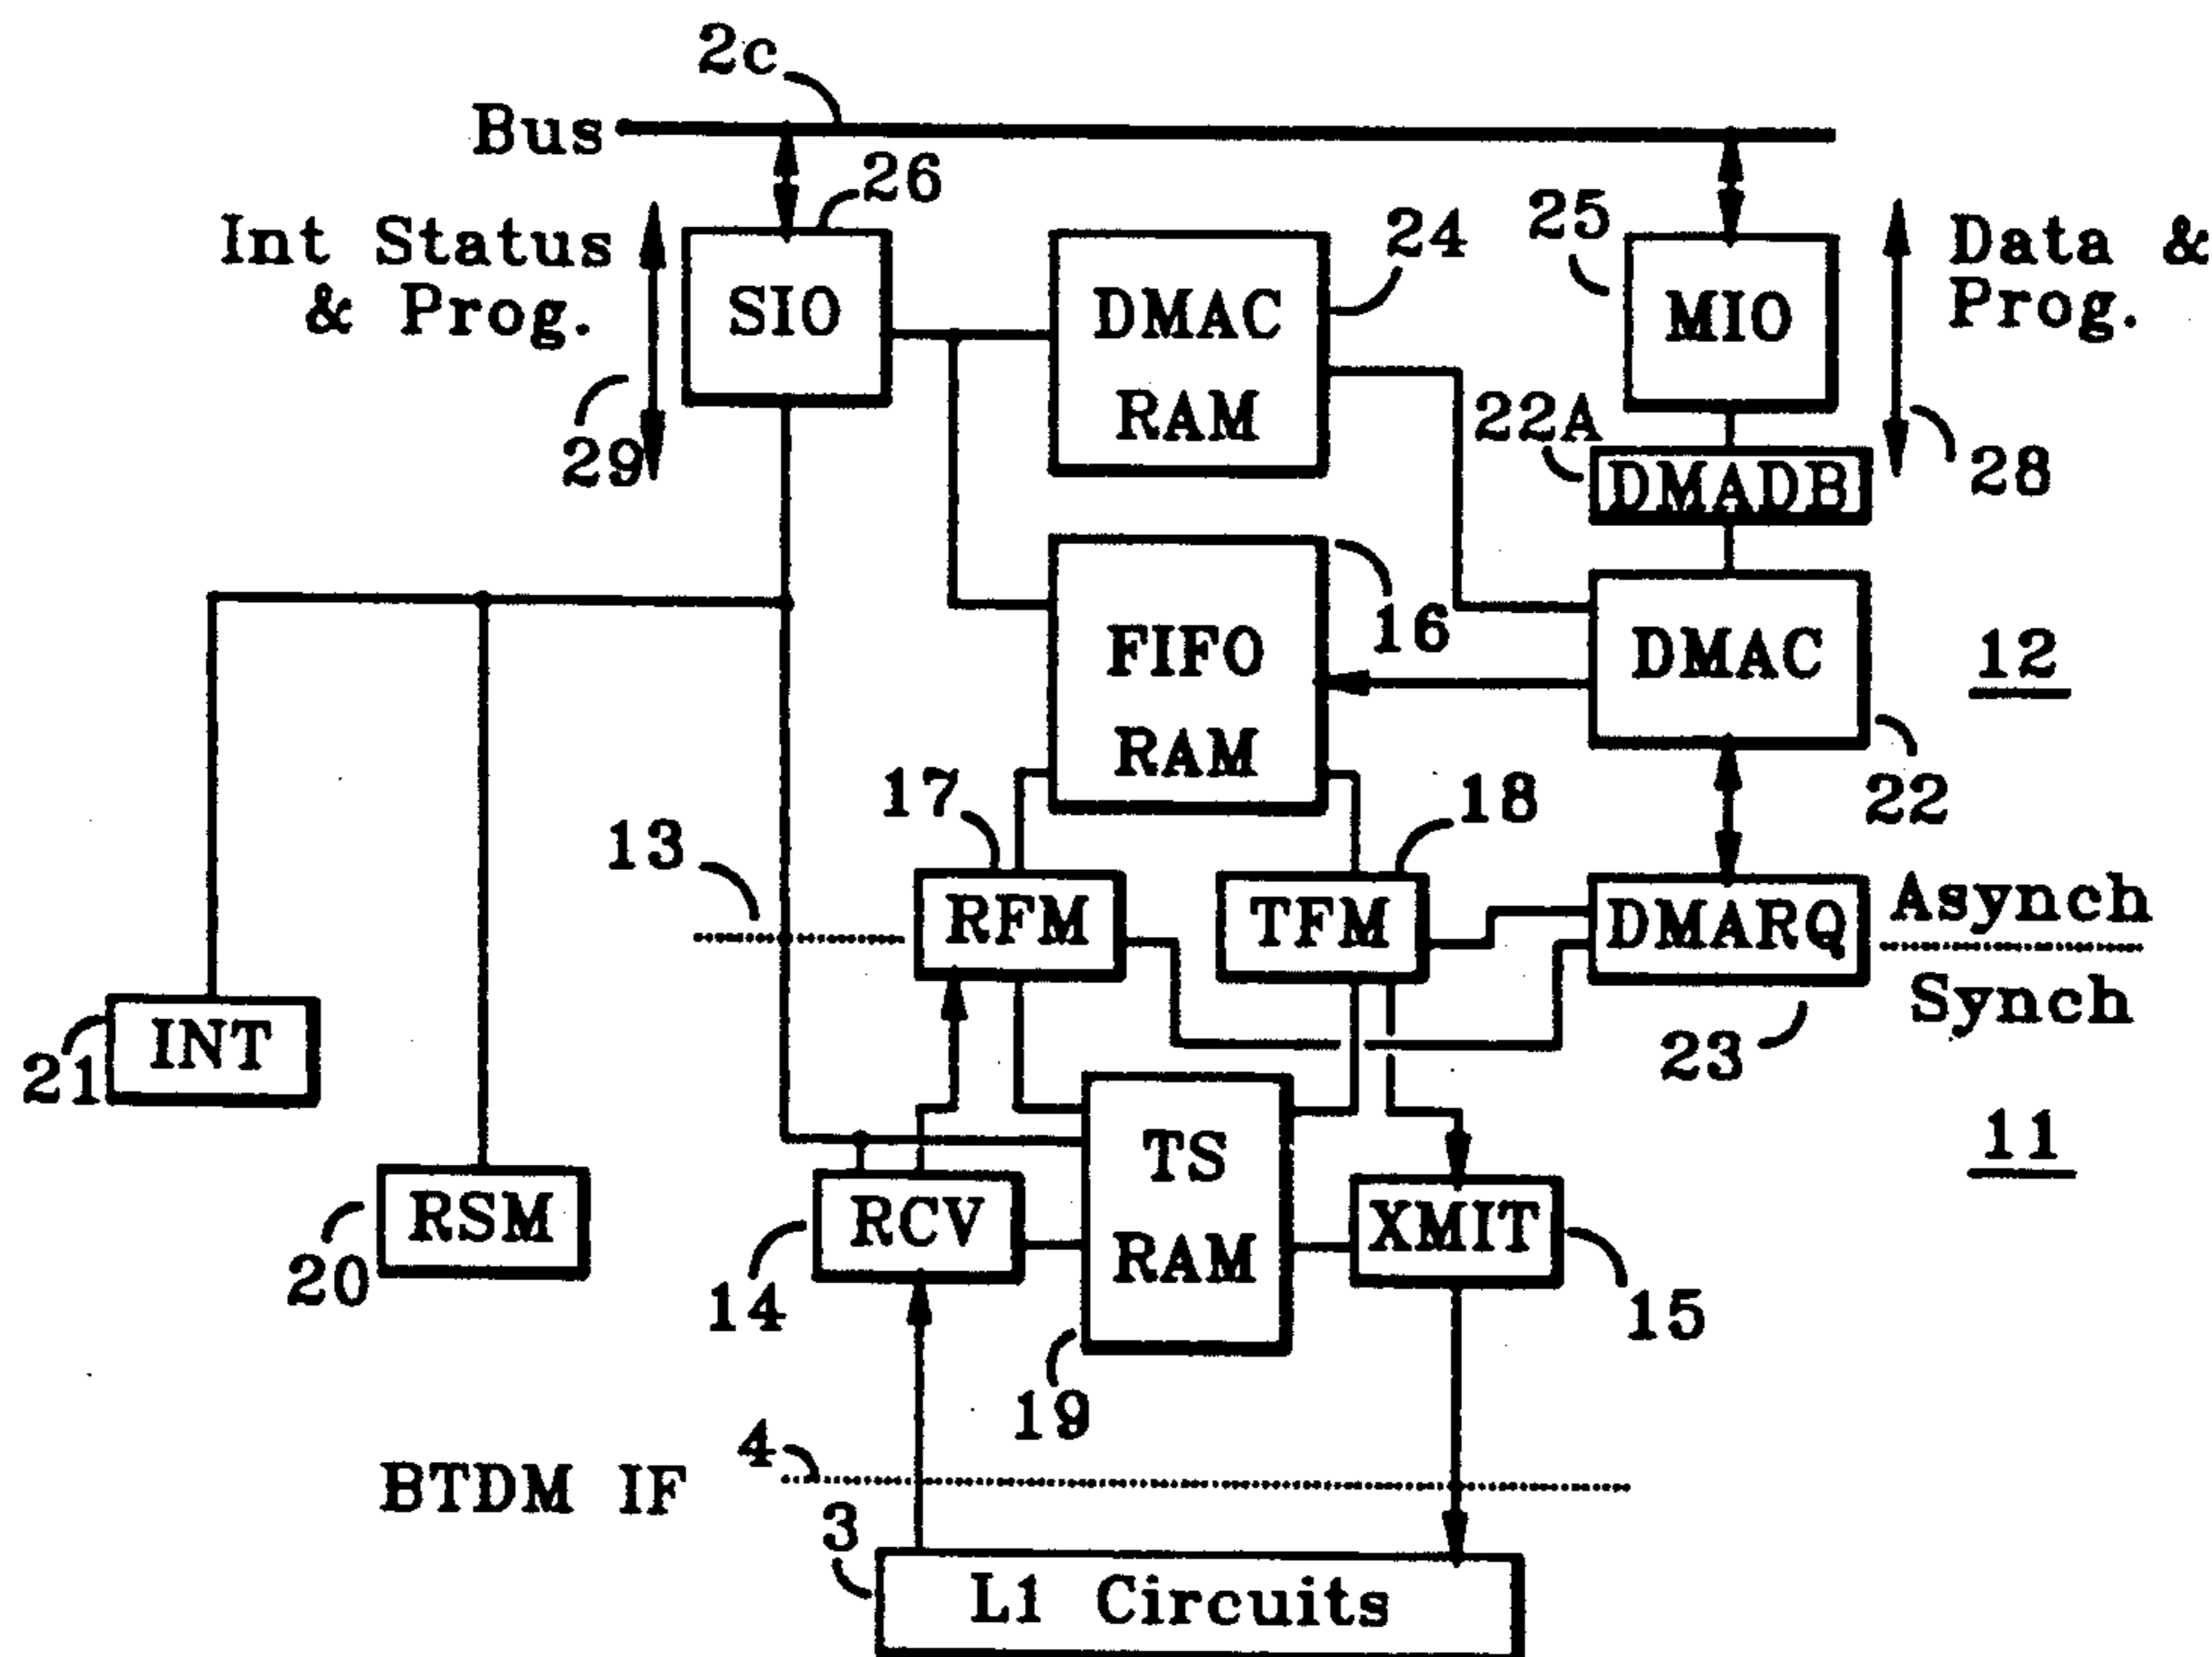 2c
Bus
26
Int Status
& Prog.
29
SIO
24
DMAC
RAM
25
MIO
Data &
Prog.
28
22A
DMADB
16
FIFO
RAM
DMAC
12
22
17
18
13
RFM
TFM
DMARQ
Asynch
Synch
23
11
21
INT
20
RSM
14
RCV
TS
RAM
19
XMIT
15
BTDM IF
4
3
L1 Circuits